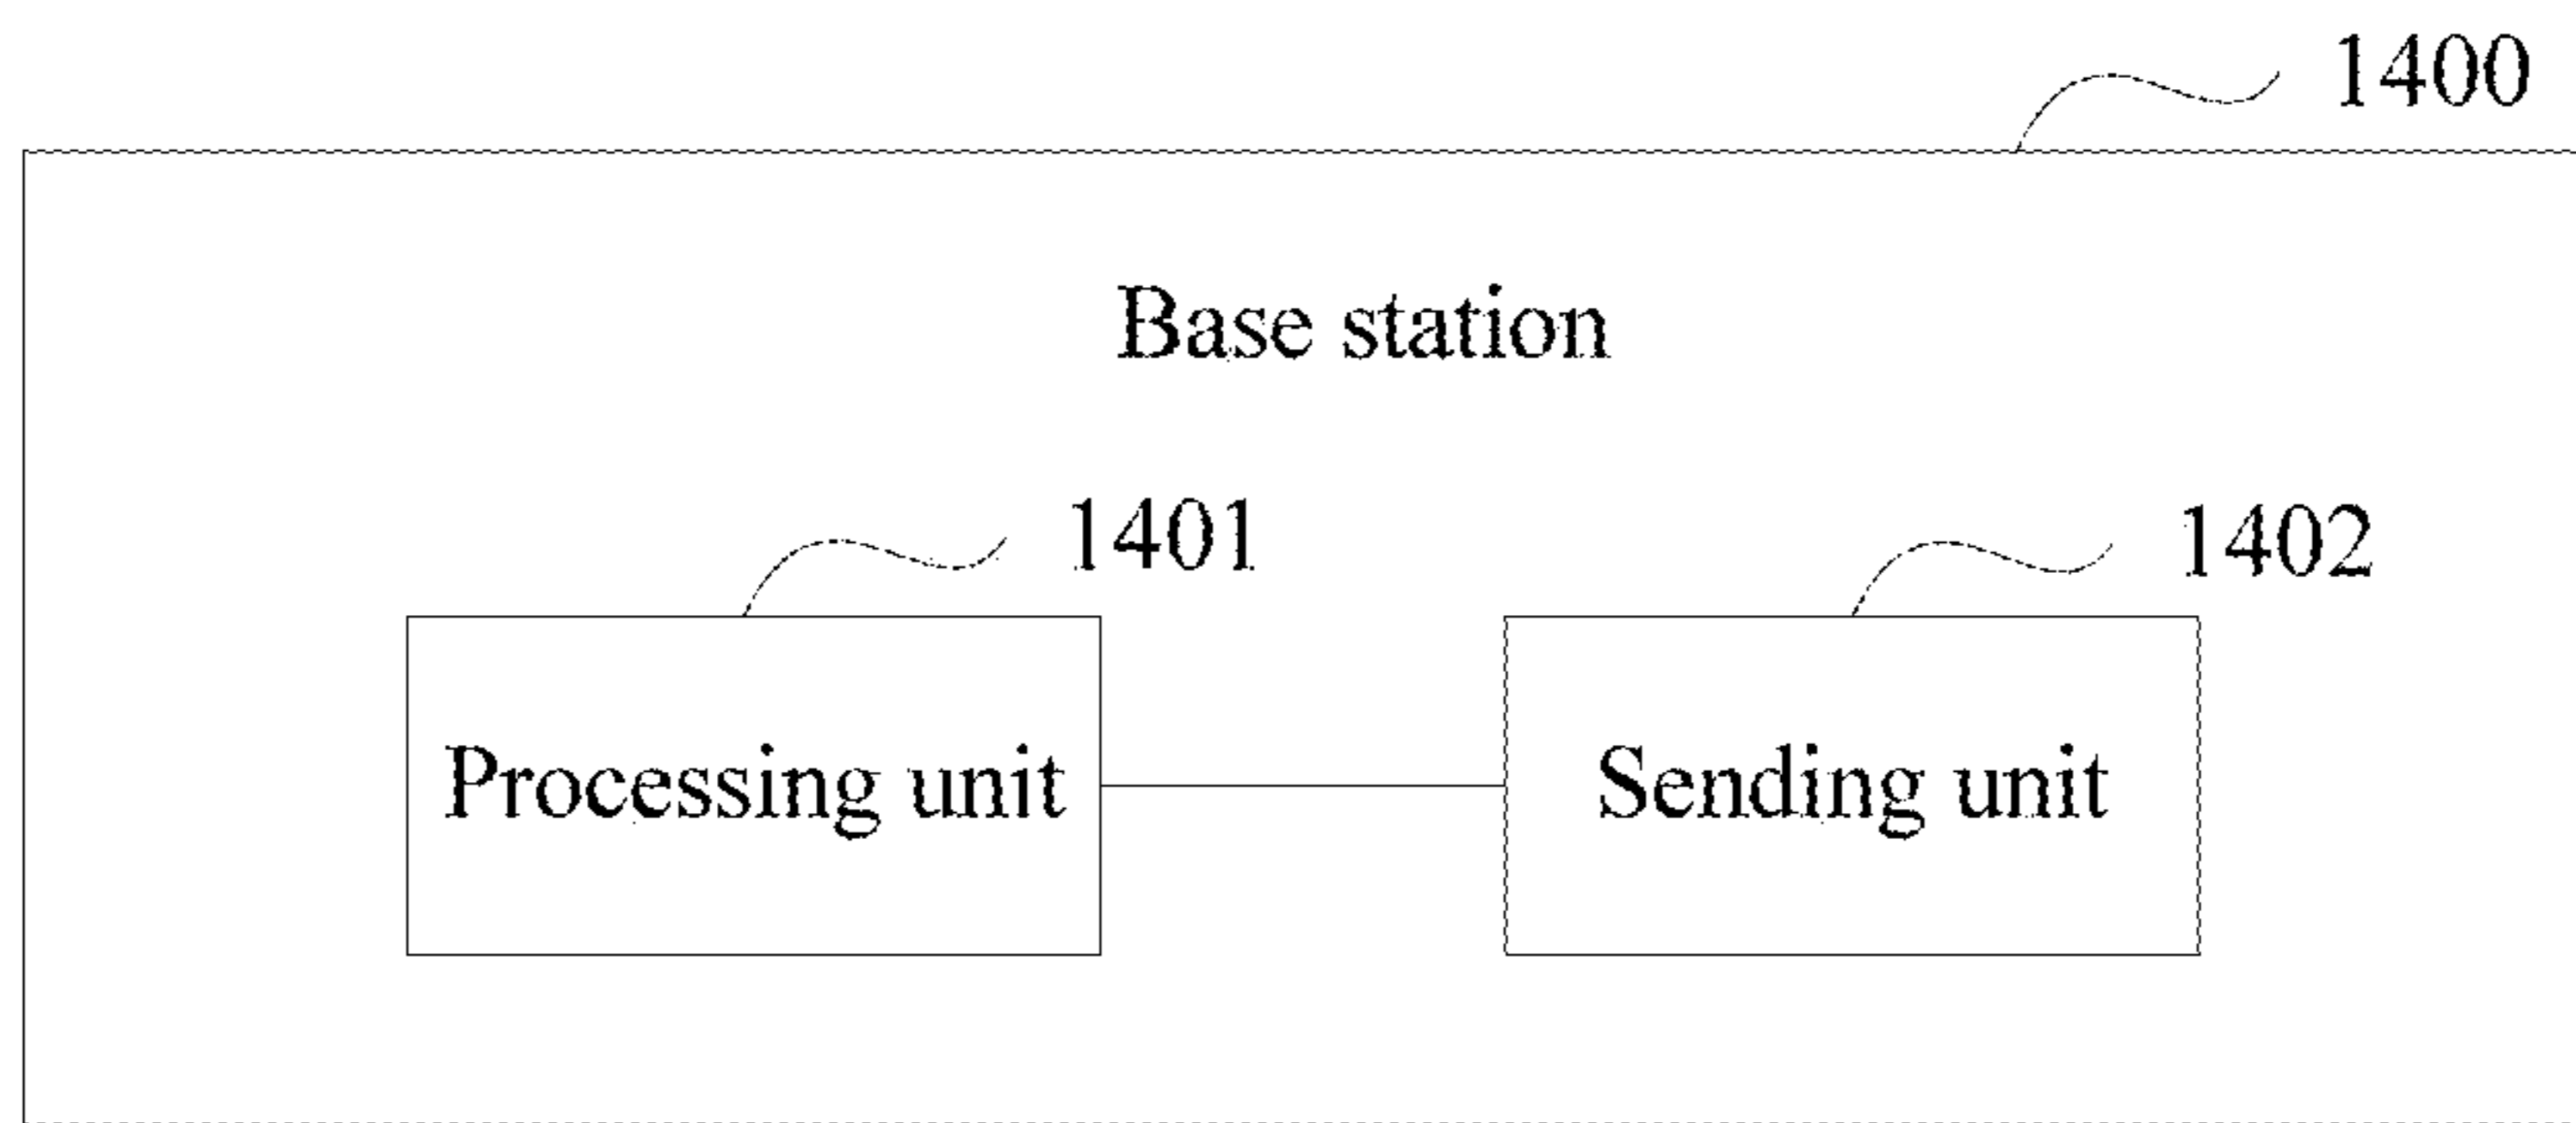 1400
Base station
1401
1402
Processing unit
Sending unit